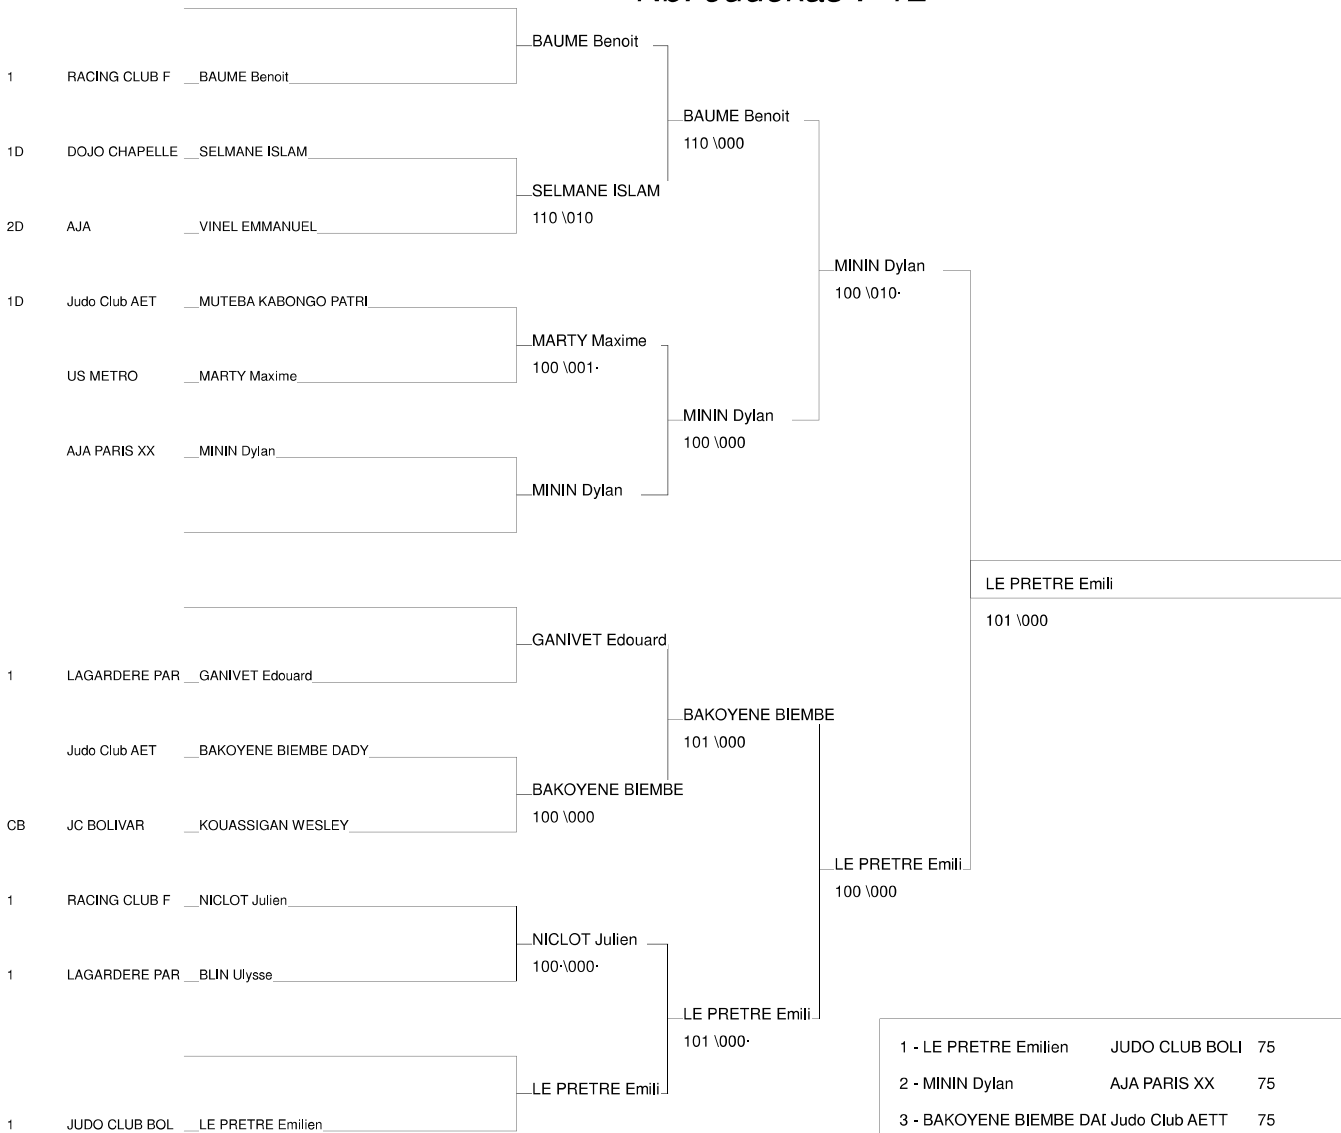 BAUME Benoit
1 RACING CLUB F BAUME Benoit
BAUME Benoit
110 \000
1D DOJO CHAPELLE SELMANE ISLAM
SELMANE ISLAM
110 \010
2D AJA VINEL EMMANUEL
MININ Dylan
100 \010·
1D Judo Club AET MUTEBA KABONGO PATRI
MARTY Maxime
100 \001·
US METRO MARTY Maxime
MININ Dylan
100 \000
AJA PARIS XX MININ Dylan
MININ Dylan
LE PRETRE Emili
101 \000
GANIVET Edouard
1 LAGARDERE PAR GANIVET Edouard
BAKOYENE BIEMBE
101 \000
Judo Club AET BAKOYENE BIEMBE DADY
BAKOYENE BIEMBE
100 \000
CB JC BOLIVAR KOUASSIGAN WESLEY
LE PRETRE Emili
100 \000
1 RACING CLUB F NICLOT Julien
NICLOT Julien
100·\000·
1 LAGARDERE PAR BLIN Ulysse
LE PRETRE Emili
101 \000·
LE PRETRE Emili
1 JUDO CLUB BOL LE PRETRE Emilien
1 - LE PRETRE Emilien JUDO CLUB BOLI 75
2 - MININ Dylan AJA PARIS XX 75
3 - BAKOYENE BIEMBE DAD Judo Club AETT 75